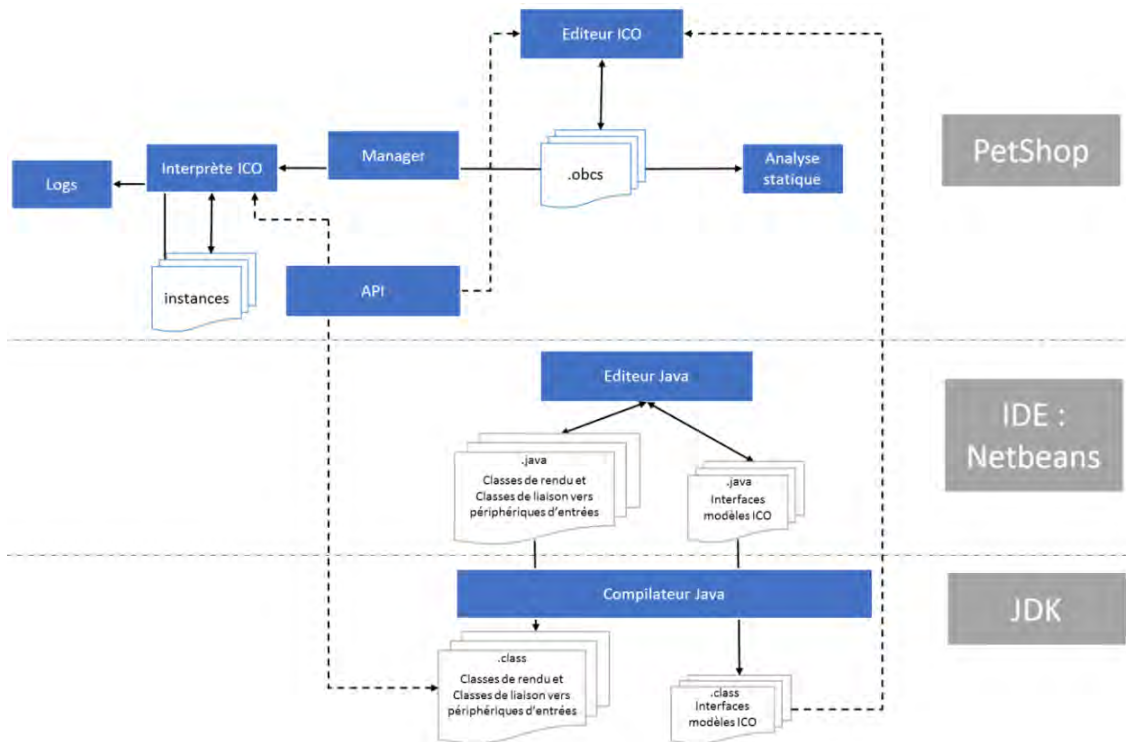 Editeur ICO
PetShop
Manager
Interprète ICO
Logs
.obcs
Analyse
statique
instances
API
Editeur Java
IDE :
Netbeans
.java
Classes de rendu et
Classes de liaison vers
périphériques d'entrées
.java
Interfaces
modèles ICO
Compilateur Java
JDK
.class
Classes de rendu et
Classes de liaison vers
périphériques d'entrées
.class
Interfaces
modèles ICO